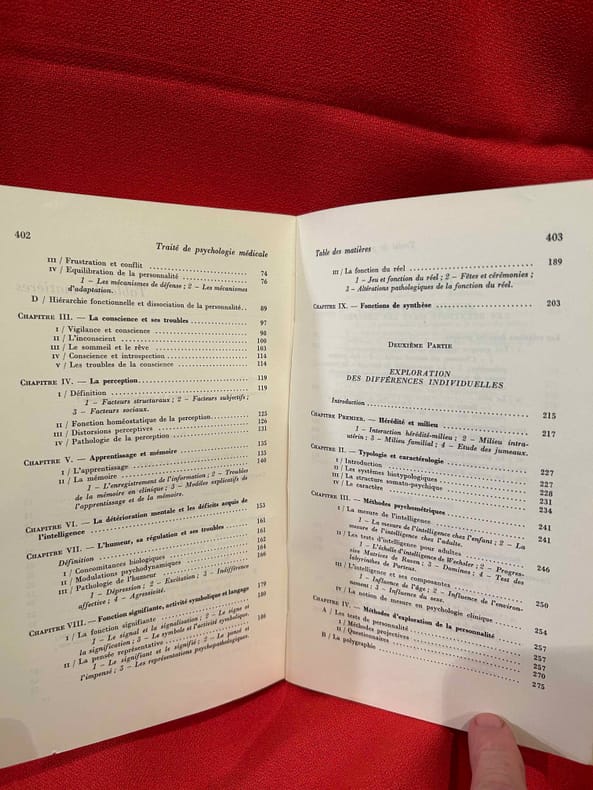 402
Traité de psychologie médicale
III / Frustration et conflit 74
IV / Equilibration de la personnalité 76
1 – Les mécanismes de défense ; 2 – Les mécanismes
d'adaptation.
D / Hiérarchie fonctionnelle et dissociation de la personnalité.. 89
CHAPITRE III. — La conscience et ses troubles 97
I / Vigilance et conscience 98
II / L'inconscient 100
III / Le sommeil et le rêve 103
IV / Conscience et introspection 114
V / Les troubles de la conscience 114
CHAPITRE IV. — La perception 119
I / Définition 119
1 – Facteurs structuraux ; 2 – Facteurs subjectifs ;
3 – Facteurs sociaux.
II / Fonction homéostatique de la perception 125
III / Distorsions perceptives 131
IV / Pathologie de la perception 126
CHAPITRE V. — Apprentissage et mémoire 135
I / L'apprentissage 135
II / La mémoire 140
1 – L'enregistrement de l'information ; 2 – Troubles
de la mémoire en clinique ; 3 – Modèles explicatifs de
l'apprentissage et de la mémoire.
CHAPITRE VI. — La détérioration mentale et les déficits acquis de
l'intelligence 153
CHAPITRE VII. — L'humeur, sa régulation et ses troubles 161
Définition 161
I / Concomitances biologiques 162
II / Modulations psychodynamiques 164
III / Pathologie de l'humeur 166
1 – Dépression ; 2 – Excitation ; 3 – Indifférence
affective ; 4 – Agressivité.
CHAPITRE VIII. — Fonction signifiante, activité symbolique et langage 179
I / La fonction signifiante 180
1 – Le signal et la signalisation ; 2 – Le signe et
la signification ; 3 – Le symbole et l'activité symbolique.
II / La pensée représentative 186
1 – Le signifiant et le signifié ; 2 – Le pensé et
l'impensé ; 3 – Les représentations psychopathologiques.
Table des matières
403
III / La fonction du réel 189
1 – Jeu et fonction du réel ; 2 – Fêtes et cérémonies ;
3 – Altérations pathologiques de la fonction du réel.
CHAPITRE IX. — Fonctions de synthèse 203
DEUXIÈME PARTIE
EXPLORATION
DES DIFFÉRENCES INDIVIDUELLES
Introduction 215
CHAPITRE PREMIER. — Hérédité et milieu 217
1 – Interaction hérédité-milieu ; 2 – Milieu intra-
utérin ; 3 – Milieu familial ; 4 – Etude des jumeaux.
CHAPITRE II. — Typologie et caractérologie 227
I / Introduction 227
II / Les systèmes biotypologiques 228
III / La structure somato-psychique 231
IV / Le caractère 234
CHAPITRE III. — Méthodes psychométriques 241
I / La mesure de l'intelligence 241
1 – La mesure de l'intelligence chez l'enfant ; 2 – La
mesure de l'intelligence chez l'adulte.
II / Les tests d'intelligence pour adultes 246
1 – L'échelle d'intelligence de Wechsler ; 2 – Progres-
sive Matrices de Raven ; 3 – Dominos ; 4 – Test des
labyrinthes de Porteus.
III / L'intelligence et ses composantes 250
1 – Influence de l'âge ; 2 – Influence de l'environ-
nement ; 3 – Influence du sexe.
IV / La notion de mesure en psychologie clinique 254
CHAPITRE IV. — Méthodes d'exploration de la personnalité 257
A / Les tests de personnalité 257
I / Méthodes projectives 257
II / Questionnaires 270
B / La polygraphie 275